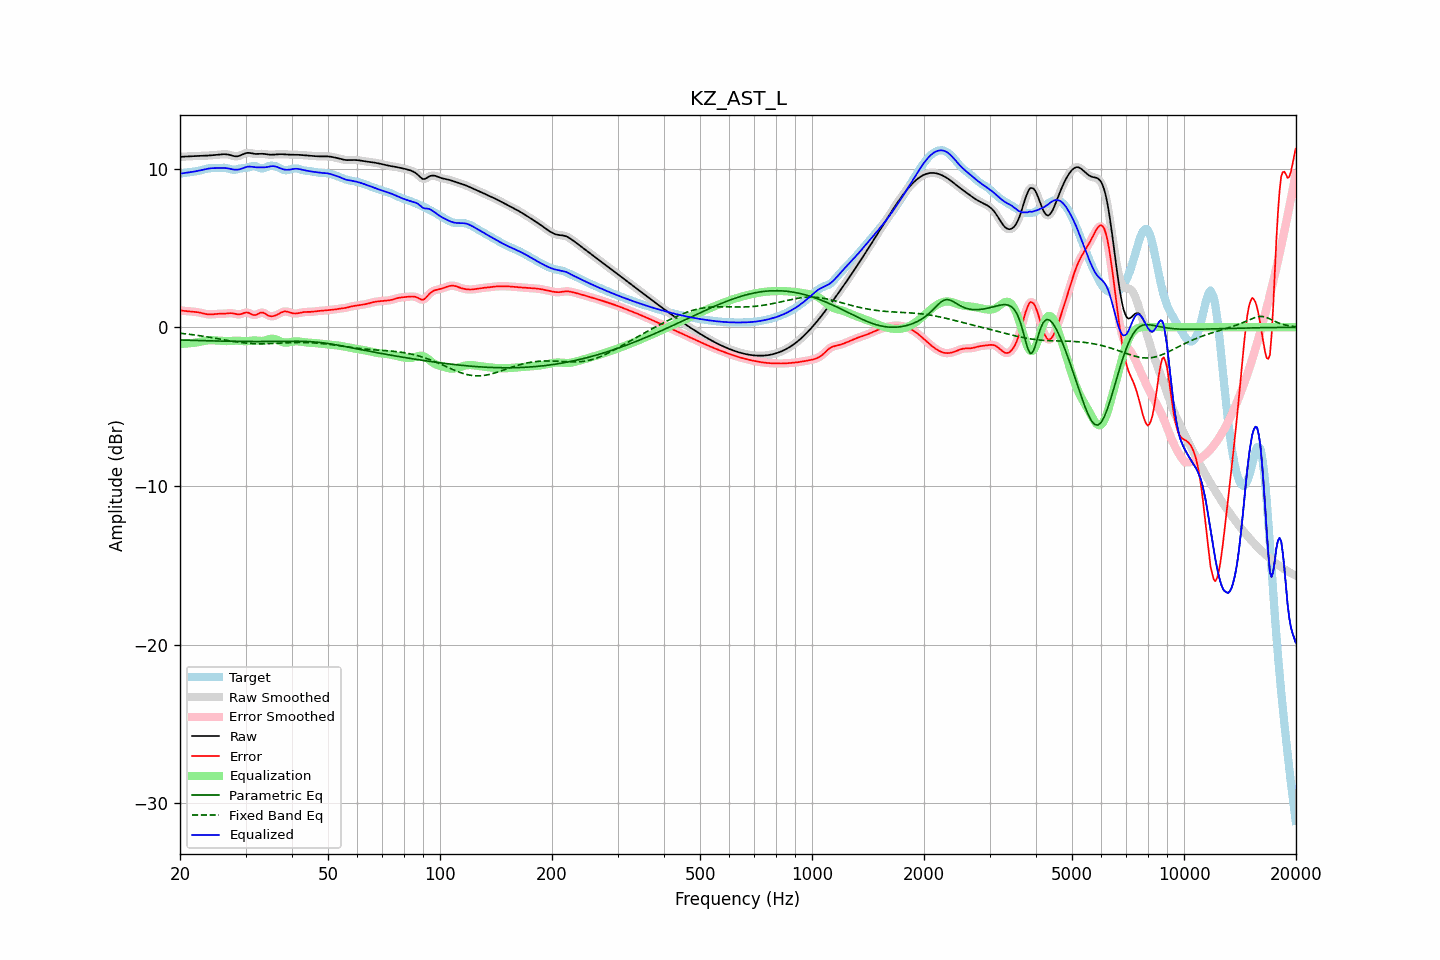 KZ_AST_L
Amplitude (dBr)
10
0
−10
−20
−30
Target
Raw Smoothed
Error Smoothed
Raw
Error
Equalization
Parametric Eq
Fixed Band Eq
Equalized
20 50 100 200 500 1000 2000 5000 10000 20000
Frequency (Hz)